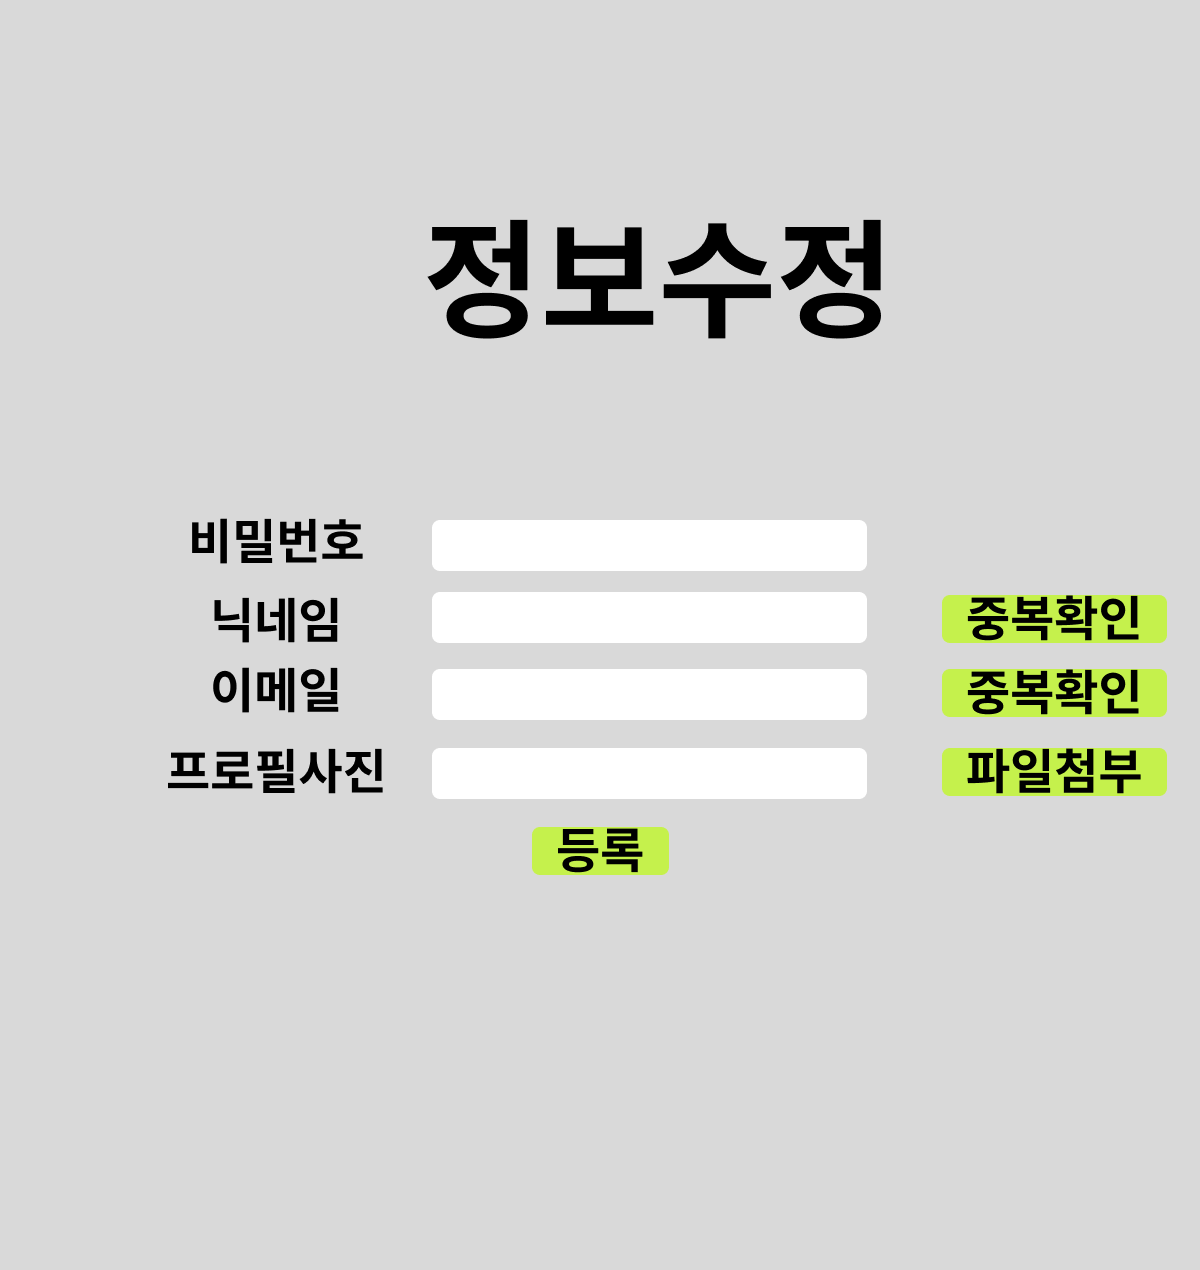 정보수정
비밀번호
닉네임 중복확인
이메일 중복확인
프로필사진 파일첨부
등록